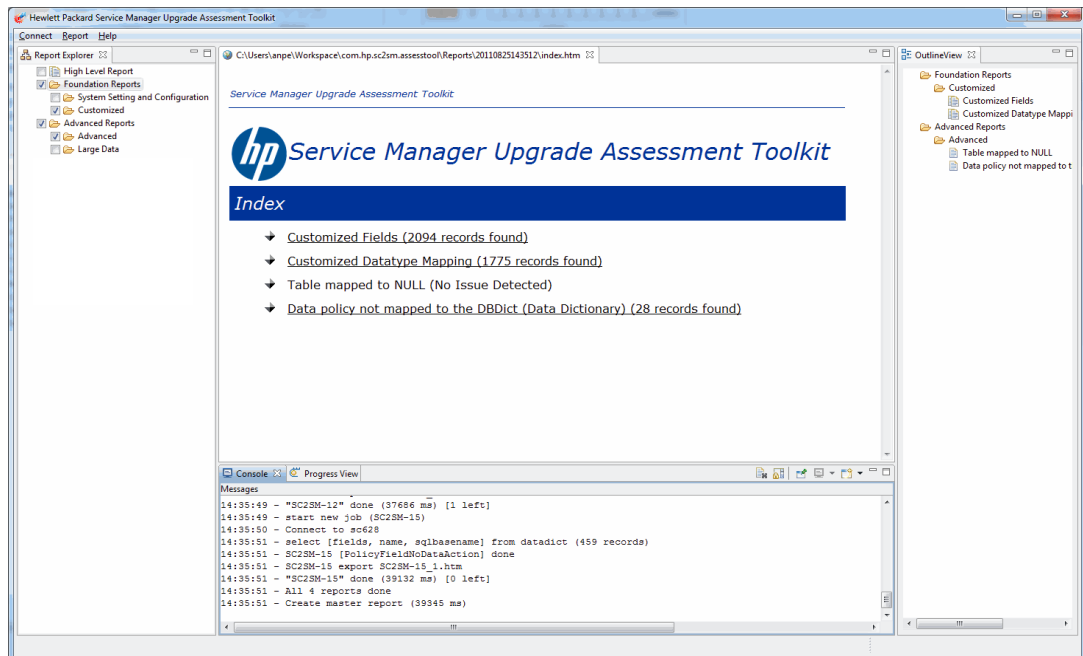 Hewlett Packard Service Manager Upgrade Assessment Toolkit
Connect Report Help
Report Explorer
High Level Report
Foundation Reports
System Setting and Configuration
Customized
Advanced Reports
Advanced
Large Data
C:\Users\anpe\Workspace\com.hp.sc2sm.assesstool\Reports\20110825143512\index.htm
Service Manager Upgrade Assessment Toolkit
hp Service Manager Upgrade Assessment Toolkit
Index
Customized Fields (2094 records found)
Customized Datatype Mapping (1775 records found)
Table mapped to NULL (No Issue Detected)
Data policy not mapped to the DBDict (Data Dictionary) (28 records found)
Console Progress View
Messages
14:35:49 - "SC2SM-12" done (37686 ms) [1 left]
14:35:49 - start new job (SC2SM-15)
14:35:50 - Connect to sc628
14:35:51 - select [fields, name, sqlbasename] from datadict (459 records)
14:35:51 - SC2SM-15 [PolicyFieldNoDataAction] done
14:35:51 - SC2SM-15 export SC2SM-15_1.htm
14:35:51 - "SC2SM-15" done (39132 ms) [0 left]
14:35:51 - All 4 reports done
14:35:51 - Create master report (39345 ms)
OutlineView
Foundation Reports
Customized
Customized Fields
Customized Datatype Mappi
Advanced Reports
Advanced
Table mapped to NULL
Data policy not mapped to t